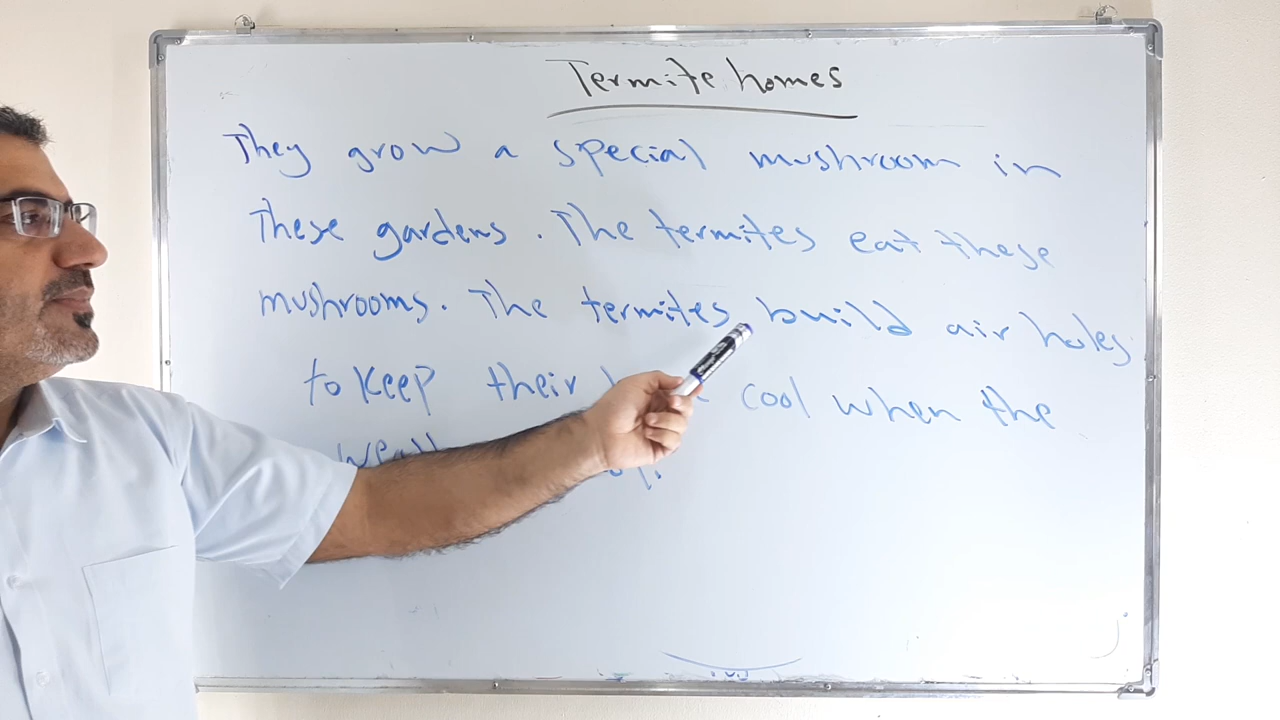 Termite homes
They grow a special mushroom in
These gardens. The termites eat these
mushrooms. The termites build air holes
to keep their cool when the